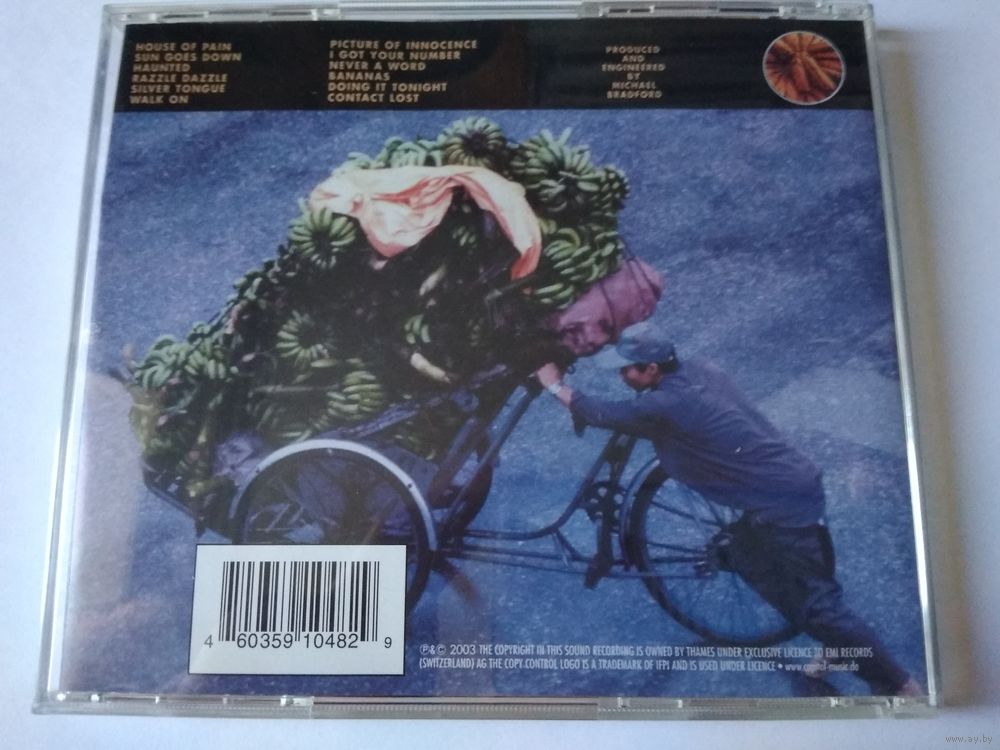 HOUSE OF PAIN
SUN GOES DOWN
HAUNTED
RAZZLE DAZZLE
SILVER TONGUE
WALK ON
PICTURE OF INNOCENCE
I GOT YOUR NUMBER
NEVER A WORD
BANANAS
DOING IT TONIGHT
CONTACT LOST
PRODUCED
AND
ENGINEERED
BY
MICHAEL
BRADFORD
4 60359 10482 9
℗&© 2003 THE COPYRIGHT IN THIS SOUND RECORDING IS OWNED BY THAMES UNDER EXCLUSIVE LICENCE TO EMI RECORDS
(SWITZERLAND) AG THE COPY CONTROL LOGO IS A TRADEMARK OF IFPI AND IS USED UNDER LICENCE • www.capitol-music.de
www.ay.by